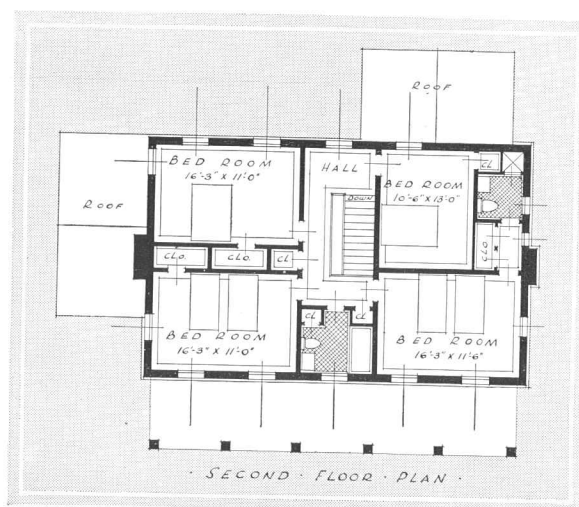 ROOF
BED ROOM
16'-3" X 11'-0"
HALL
BED ROOM
10'-6" X 13'-0"
CL
ROOF
DOWN
CLO.
CLO.
CL
CLO.
CL
CL
BED ROOM
16'-3" X 11'-0"
BED ROOM
16'-3" X 11'-6"
· SECOND · FLOOR · PLAN ·